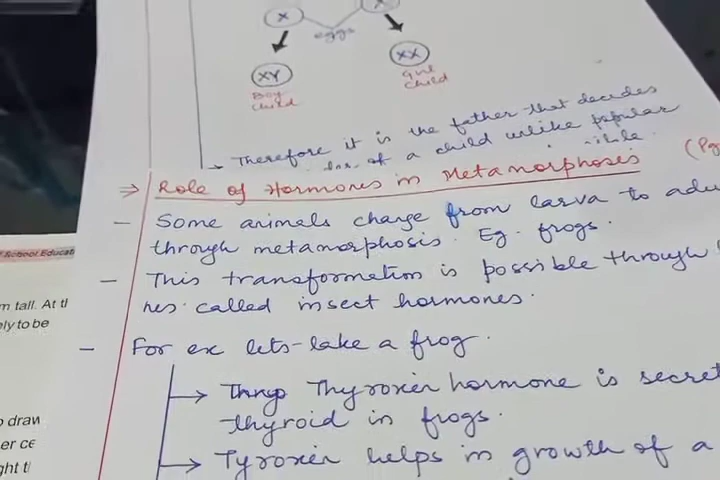 X
X
eggs
XY
XX
Boy
child
Girl
child
→ Therefore it is the father that decides
of a child unlike popular
⇒ Role of Hormones in Metamorphosis (Pg
- Some animals change from larva to adu
through metamorphosis. Eg. frogs.
- This transformation is possible through
nes called insect hormones.
- For ex lets take a frog.
→ Thyroxin hormone is secret
thyroid in frogs.
→ Tyroxin helps in growth of a
School Educati
m tall. At tl
ely to be
draw
er ce
ght t